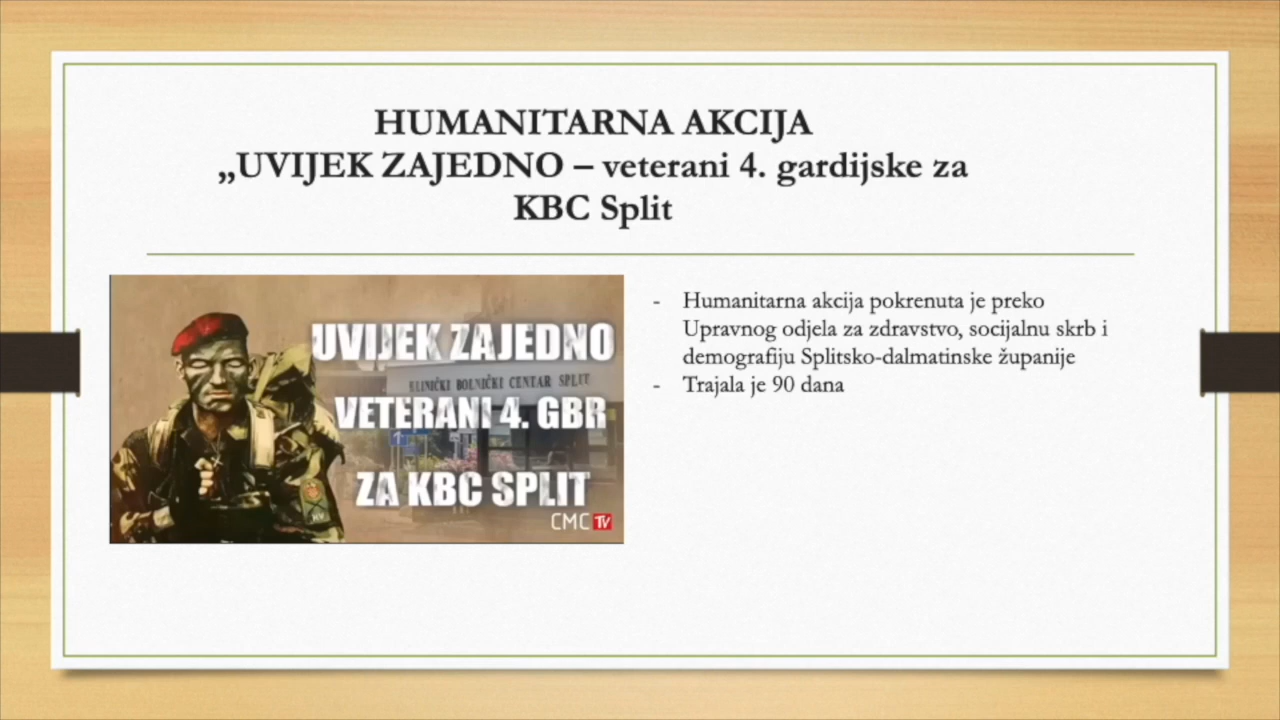 HUMANITARNA AKCIJA
„UVIJEK ZAJEDNO – veterani 4. gardijske za
KBC Split
UVIJEK ZAJEDNO
KLINIČKI BOLNIČKI CENTAR SPLIT
VETERANI 4. GBR
ZA KBC SPLIT
CMC TV
- Humanitarna akcija pokrenuta je preko
Upravnog odjela za zdravstvo, socijalnu skrb i
demografiju Splitsko-dalmatinske županije
- Trajala je 90 dana